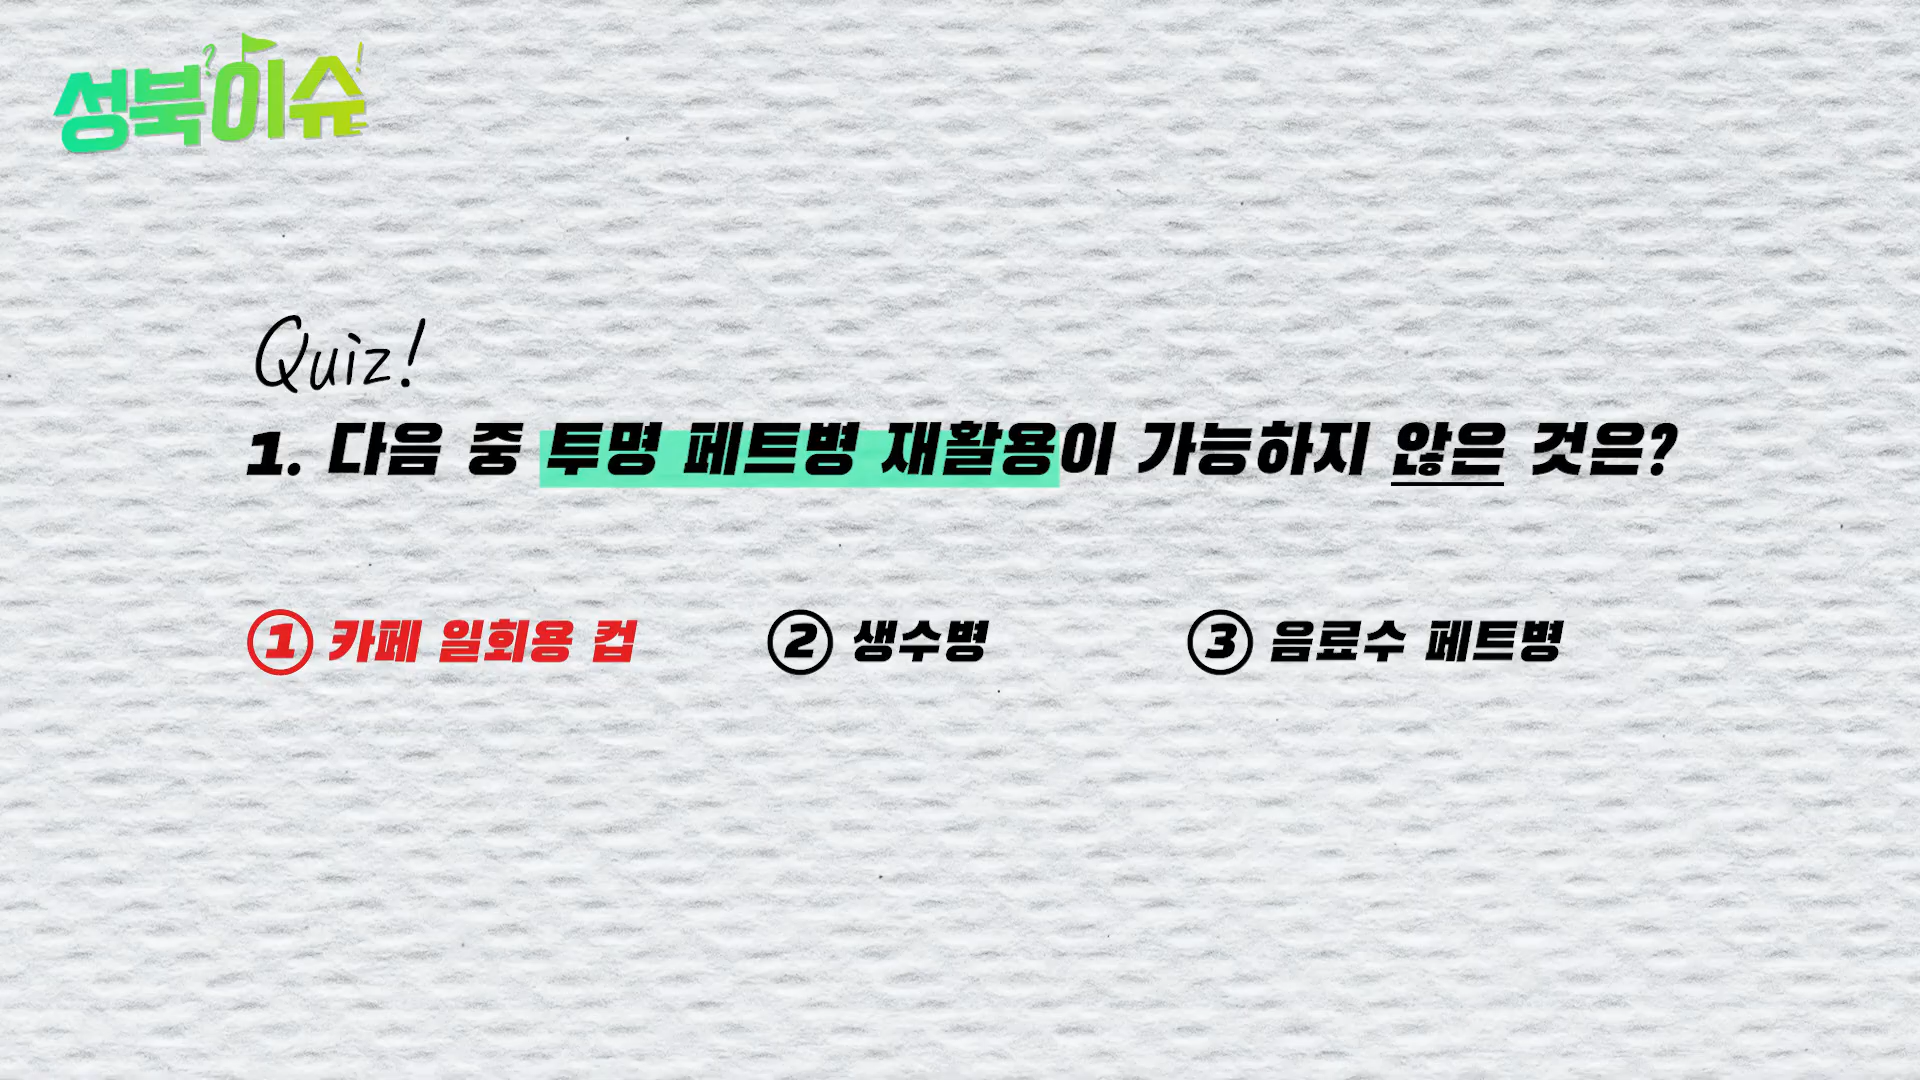 성북?이슈!
Quiz!
1. 다음 중 투명 페트병 재활용이 가능하지 않은 것은?
① 카페 일회용 컵 ② 생수병 ③ 음료수 페트병